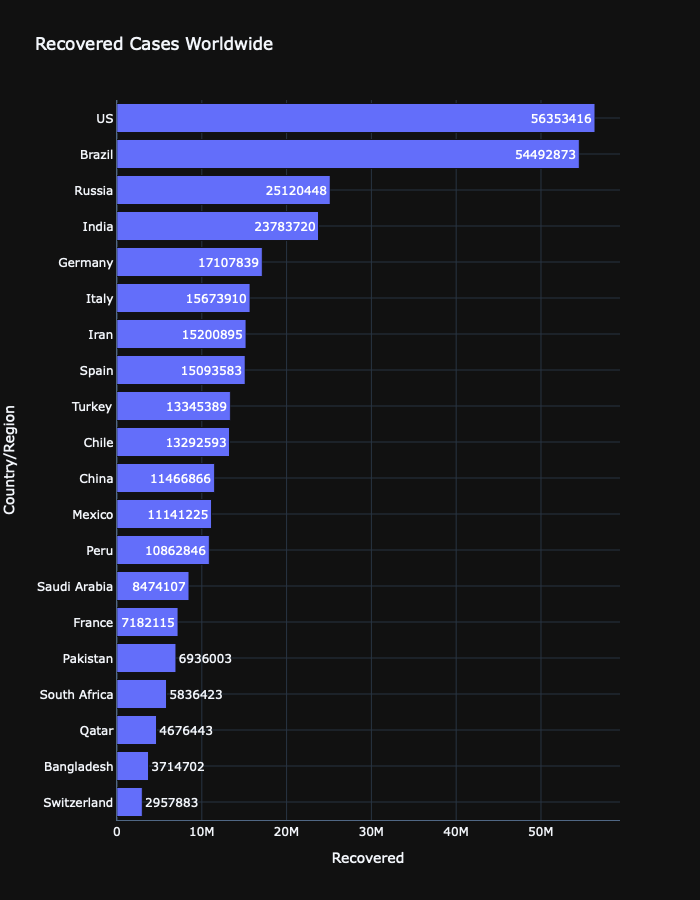 Recovered Cases Worldwide
US 56353416
Brazil 54492873
Russia 25120448
India 23783720
Germany 17107839
Italy 15673910
Iran 15200895
Spain 15093583
Turkey 13345389
Chile 13292593
China 11466866
Mexico 11141225
Peru 10862846
Saudi Arabia 8474107
France 7182115
Pakistan 6936003
South Africa 5836423
Qatar 4676443
Bangladesh 3714702
Switzerland 2957883
0 10M 20M 30M 40M 50M
Recovered
Country/Region